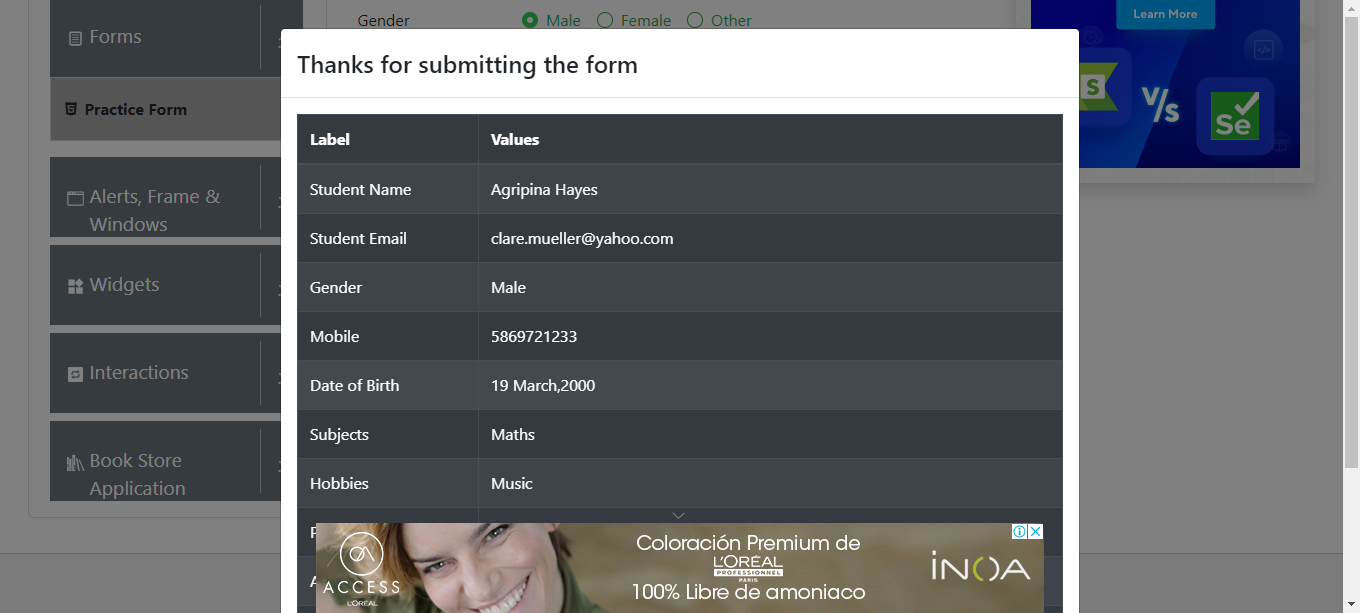 Gender Male Female Other
Learn More
Forms
Thanks for submitting the form
S
V/s
Se
Practice Form
Label Values
Student Name Agripina Hayes
Alerts, Frame &
Windows
Student Email clare.mueller@yahoo.com
Widgets
Gender Male
Mobile 5869721233
Interactions
Date of Birth 19 March,2000
Subjects Maths
Book Store
Application
Hobbies Music
P
A
ACCESS
L'ORÉAL
Coloración Premium de
L'ORÉAL
PROFESSIONNEL
PARIS
100% Libre de amoniaco
iNOA